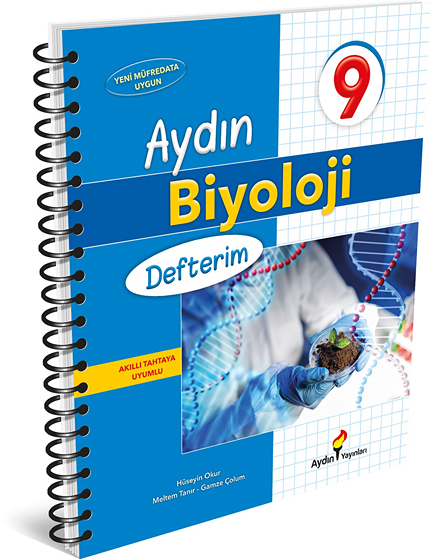 YENİ MÜFREDATA
UYGUN
9
Aydın
Biyoloji
Defterim
AKILLI TAHTAYA
UYUMLU
Hüseyin Okur
Meltem Tanır - Gamze Çolum
Aydın Yayınları